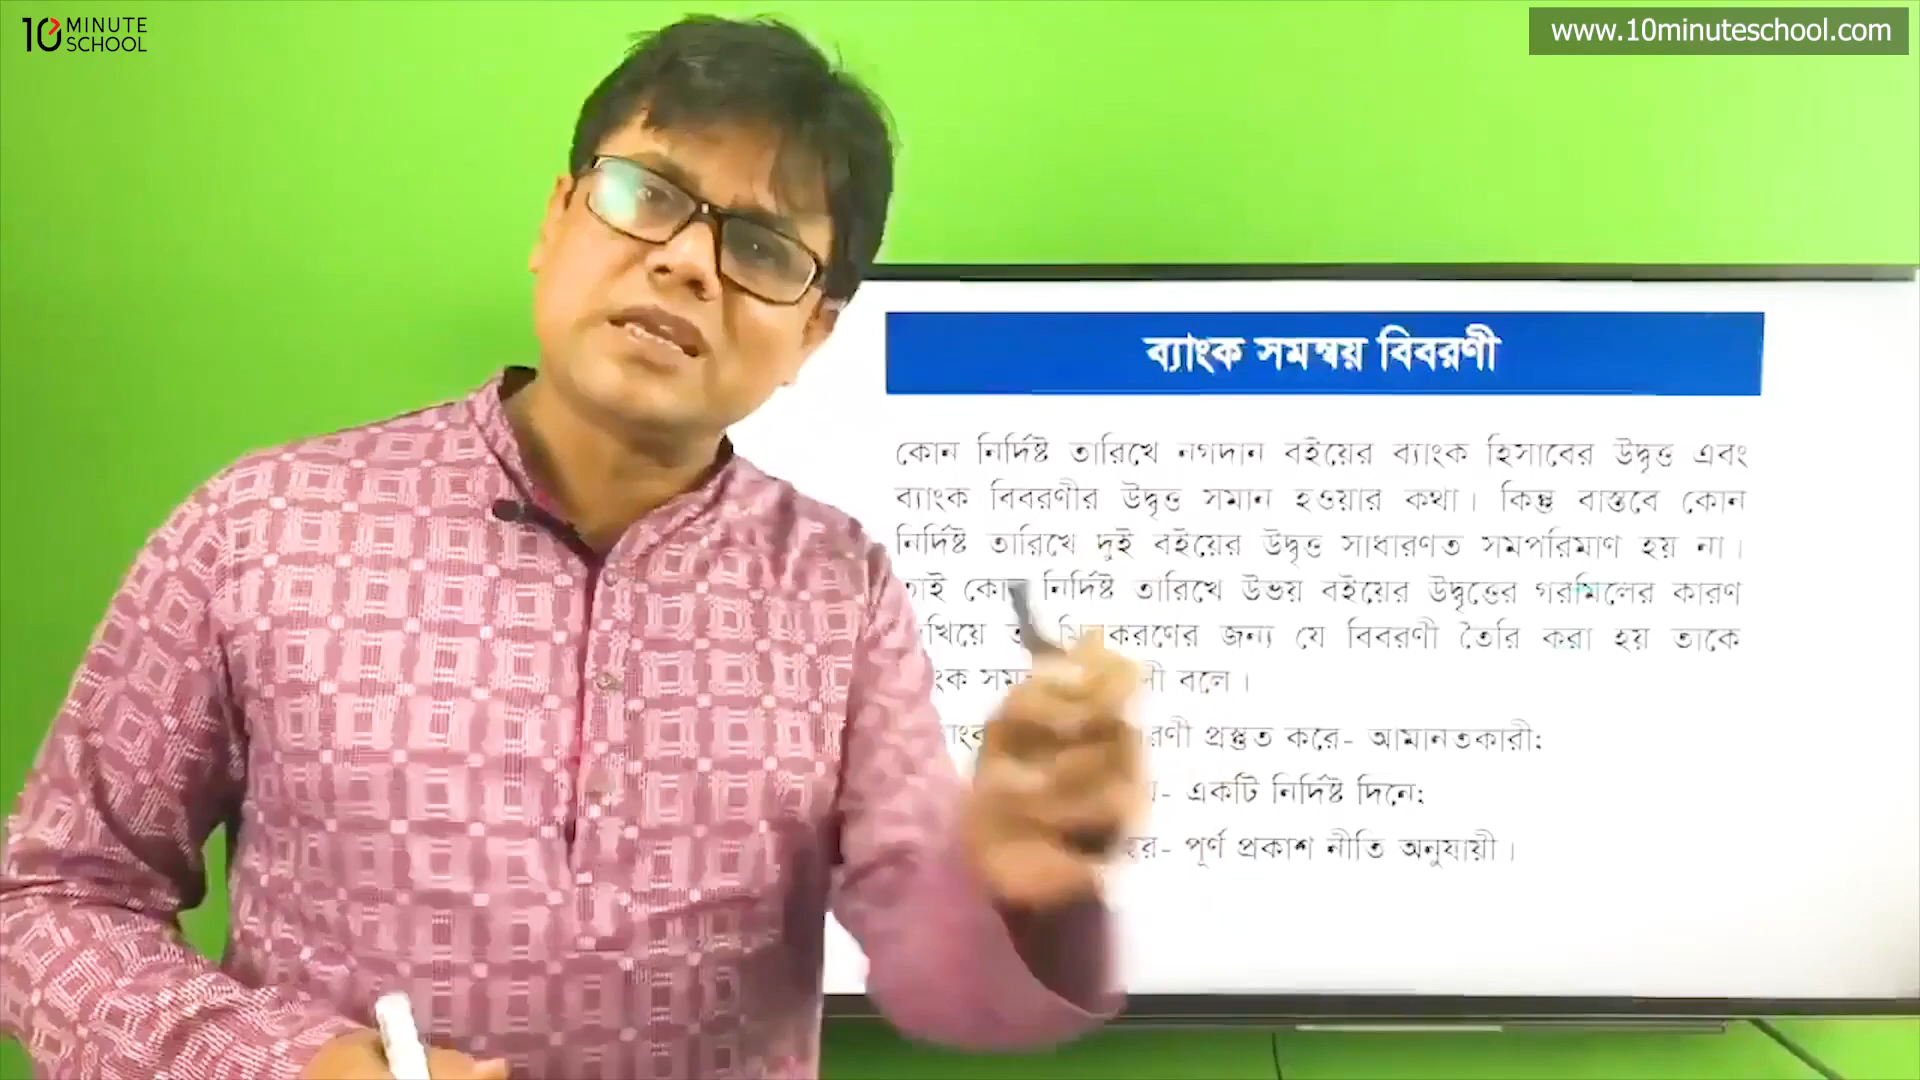 10 MINUTE SCHOOL
www.10minuteschool.com
ব্যাংক সমন্বয় বিবরণী
কোন নির্দিষ্ট তারিখে নগদান বইয়ের ব্যাংক হিসাবের উদ্বৃত্ত এবং
ব্যাংক বিবরণীর উদ্বৃত্ত সমান হওয়ার কথা। কিন্তু বাস্তবে কোন
নির্দিষ্ট তারিখে দুই বইয়ের উদ্বৃত্ত সাধারণত সমপরিমাণ হয় না।
নির্দিষ্ট তারিখে উভয় বইয়ের উদ্বৃত্তের গরমিলের কারণ
জন্য যে বিবরণী তৈরি করা হয় তাকে
বলে।
প্রস্তুত করে- আমানতকারী;
একটি নির্দিষ্ট দিনে;
পূর্ণ প্রকাশ নীতি অনুযায়ী।